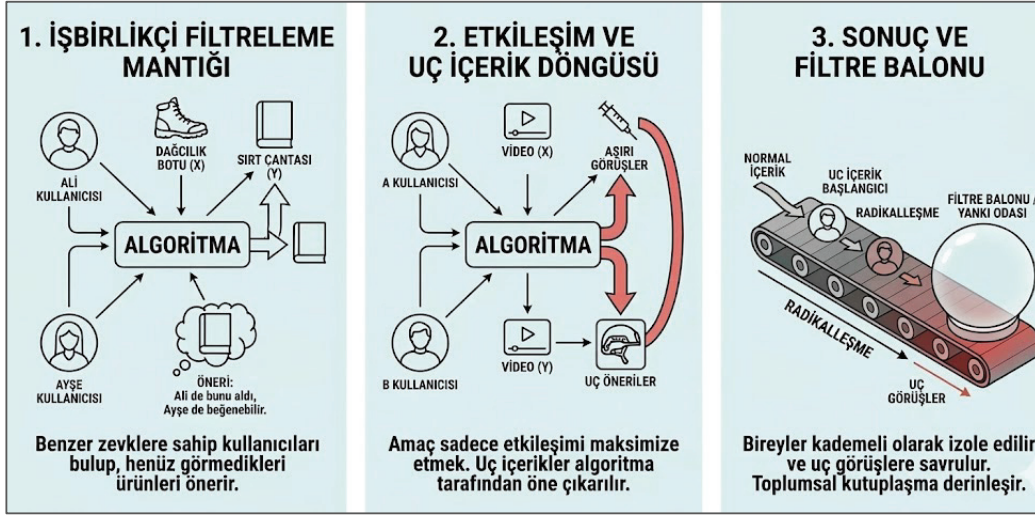 1. İŞBİRLİKÇİ FİLTRELEME
MANTIĞI
ALİ
KULLANICISI
DAĞCILIK
BOTU (X)
SIRT ÇANTASI
(Y)
ALGORİTMA
AYŞE
KULLANICISI
ÖNERİ:
Ali de bunu aldı,
Ayşe de beğenebilir.
Benzer zevklere sahip kullanıcıları
bulup, henüz görmedikleri
ürünleri önerir.
2. ETKİLEŞİM VE
UÇ İÇERİK DÖNGÜSÜ
A KULLANICISI
VİDEO (X)
AŞIRI
GÖRÜŞLER
ALGORİTMA
B KULLANICISI
VİDEO (Y)
UÇ ÖNERİLER
Amaç sadece etkileşimi maksimize
etmek. Uç içerikler algoritma
tarafından öne çıkarılır.
3. SONUÇ VE
FİLTRE BALONU
NORMAL
İÇERİK
UC İÇERİK
BAŞLANGICI
RADİKALLEŞME
FİLTRE BALONU /
YANKI ODASI
RADİKALLEŞME
UÇ
GÖRÜŞLER
Bireyler kademeli olarak izole edilir
ve uç görüşlere savrulur.
Toplumsal kutuplaşma derinleşir.